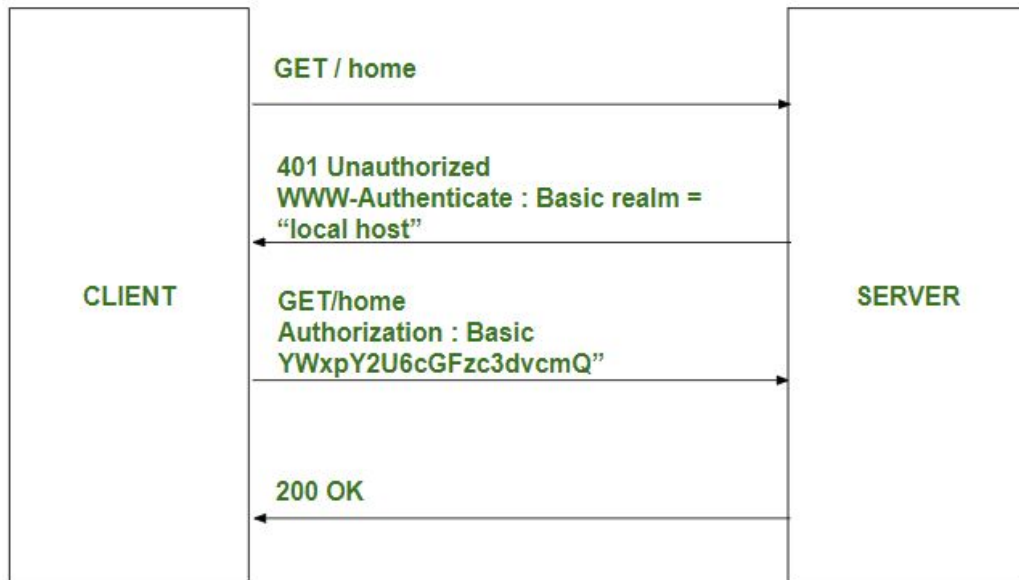 GET / home
401 Unauthorized
WWW-Authenticate : Basic realm =
“local host”
CLIENT
SERVER
GET/home
Authorization : Basic
YWxpY2U6cGFzc3dvcmQ”
200 OK